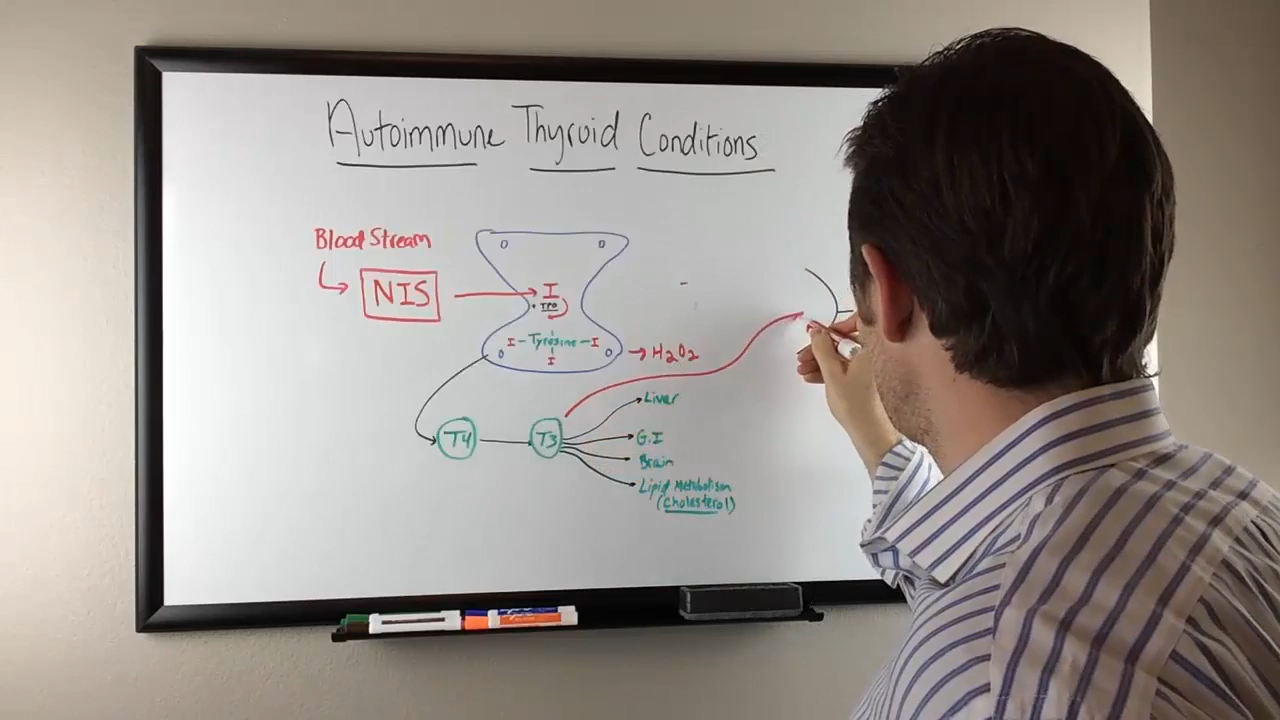 Autoimmune Thyroid Conditions
Blood Stream
NIS
I
+ TPO
I - Tyrosine - I
I
H2O2
T4
T3
Liver
G.I
Brain
Lipid Metabolism
(cholesterol)